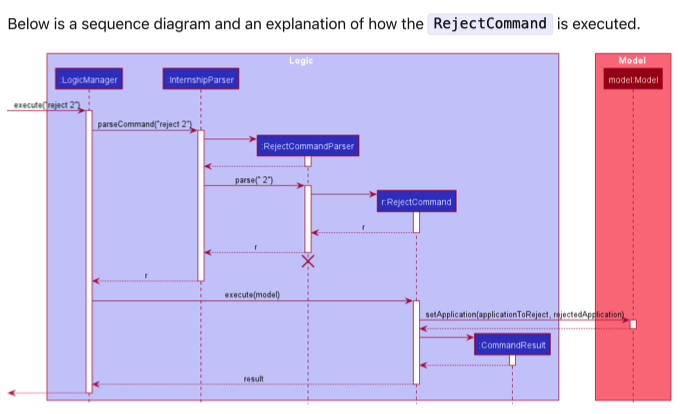 Below is a sequence diagram and an explanation of how the RejectCommand is executed.
Logic
Model
:LogicManager
:InternshipParser
model:Model
execute("reject 2")
parseCommand("reject 2")
:RejectCommandParser
parse(" 2")
r:RejectCommand
r
r
r
execute(model)
setApplication(applicationToReject, rejectedApplication)
:CommandResult
result